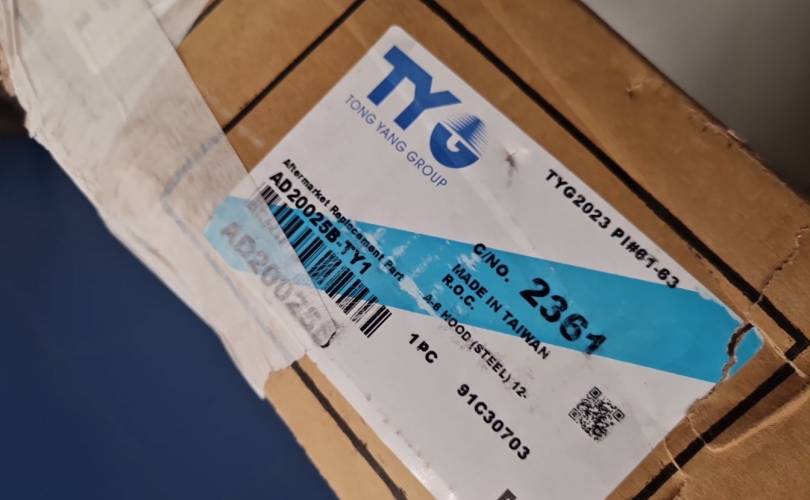 TYG
TONG YANG GROUP
TYG2023 PI#61-63
Aftermarket Replacement Part
AD20025B-TY1
AD20025B
C/NO. 2361
MADE IN TAIWAN
R.O.C.
A-6 HOOD (STEEL) 12-
1 PC
91C30703